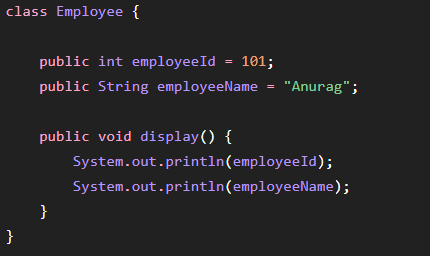 class Employee {
    public int employeeId = 101;
    public String employeeName = "Anurag";
    public void display() {
        System.out.println(employeeId);
        System.out.println(employeeName);
    }
}